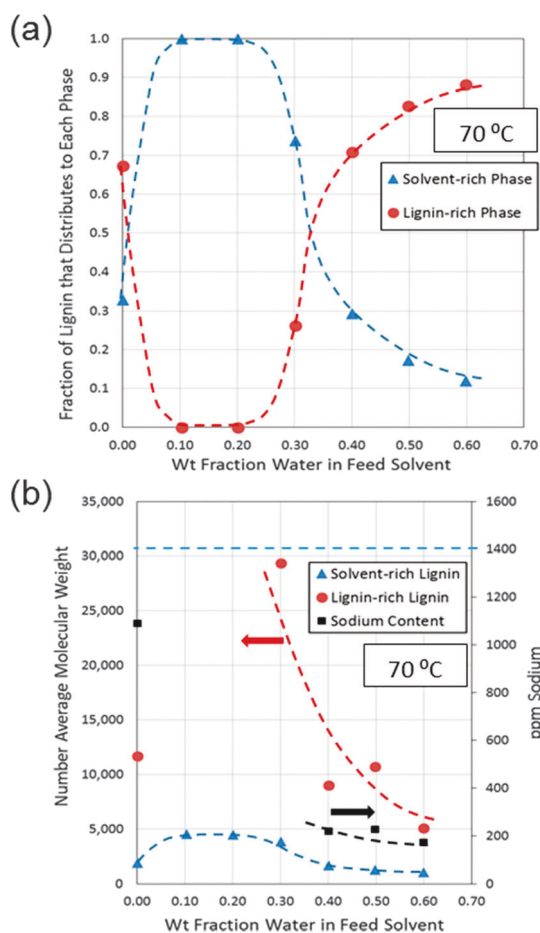 (a)
Fraction of Lignin that Distributes to Each Phase
1.0
0.9
0.8
0.7
0.6
0.5
0.4
0.3
0.2
0.1
0.0
70 ⁰C
Solvent-rich Phase
Lignin-rich Phase
0.00 0.10 0.20 0.30 0.40 0.50 0.60 0.70
Wt Fraction Water in Feed Solvent
(b)
Number Average Molecular Weight
35,000
30,000
25,000
20,000
15,000
10,000
5,000
0
Solvent-rich Lignin
Lignin-rich Lignin
Sodium Content
70 ⁰C
1600
1400
1200
1000
800
600
400
200
0
ppm Sodium
0.00 0.10 0.20 0.30 0.40 0.50 0.60 0.70
Wt Fraction Water in Feed Solvent